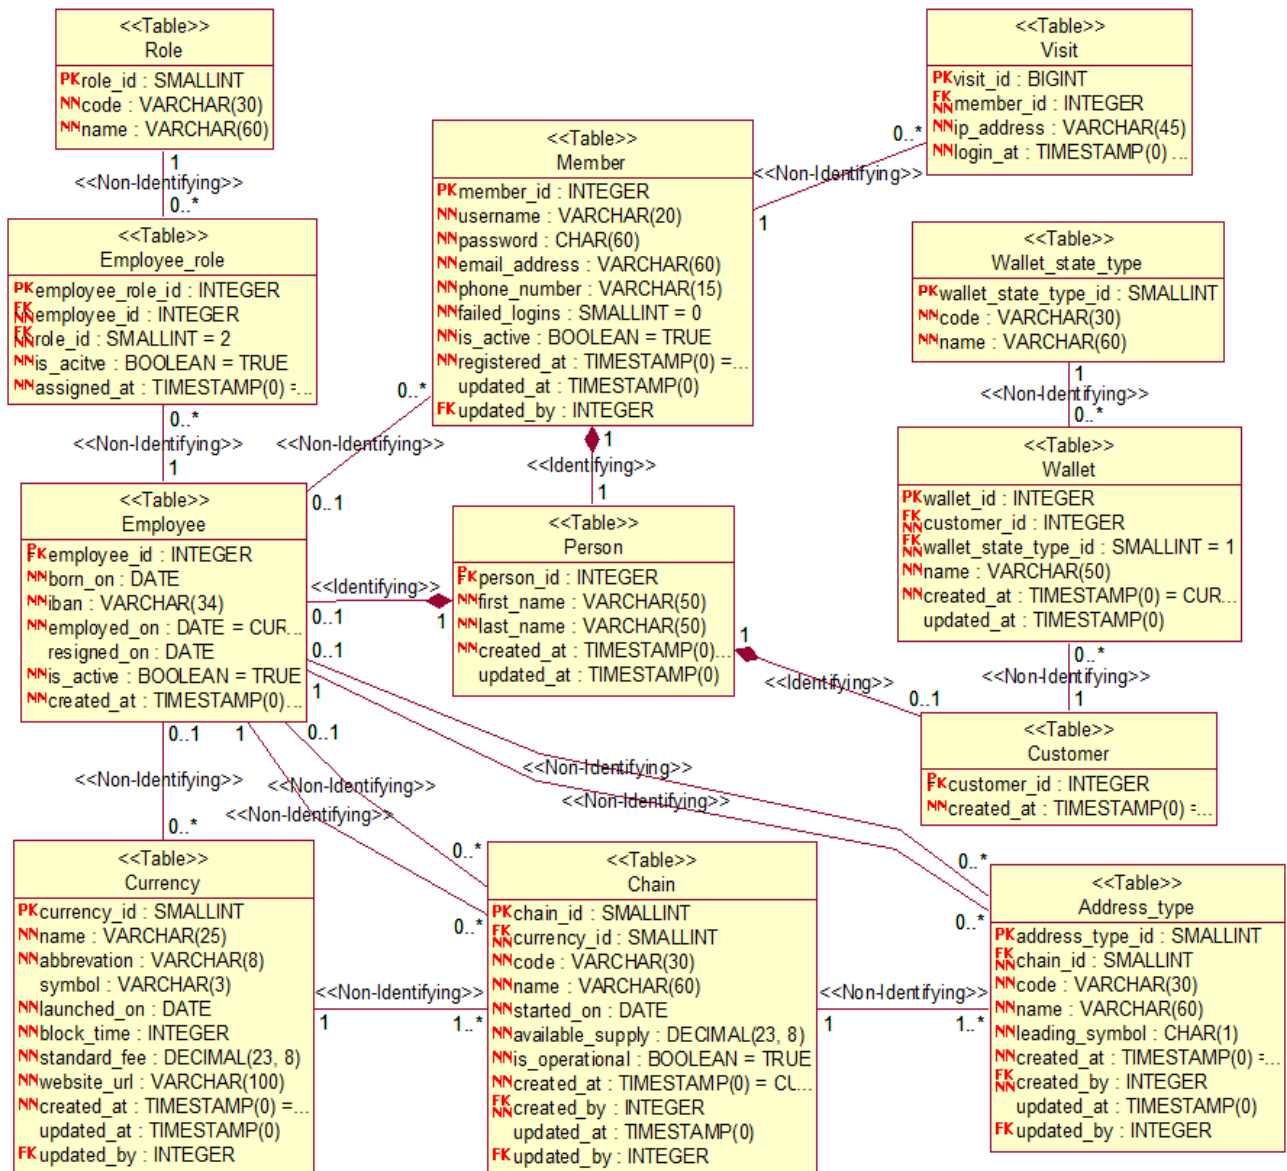 <<Table>>
Role
PK role_id : SMALLINT
NN code : VARCHAR(30)
NN name : VARCHAR(60)
1
<<Non-Identifying>>
0..*
<<Table>>
Employee_role
PK employee_role_id : INTEGER
FK NN employee_id : INTEGER
FK NN role_id : SMALLINT = 2
NN is_acitve : BOOLEAN = TRUE
NN assigned_at : TIMESTAMP(0) =...
0..*
<<Non-Identifying>>
1
<<Table>>
Member
PK member_id : INTEGER
NN username : VARCHAR(20)
NN password : CHAR(60)
NN email_address : VARCHAR(60)
NN phone_number : VARCHAR(15)
NN failed_logins : SMALLINT = 0
NN is_active : BOOLEAN = TRUE
NN registered_at : TIMESTAMP(0) =...
updated_at : TIMESTAMP(0)
FK updated_by : INTEGER
0..*
<<Non-Identifying>>
0..1
0..*
<<Non-Identifying>>
1
<<Table>>
Visit
PK visit_id : BIGINT
FK NN member_id : INTEGER
NN ip_address : VARCHAR(45)
NN login_at : TIMESTAMP(0) ...
<<Table>>
Wallet_state_type
PK wallet_state_type_id : SMALLINT
NN code : VARCHAR(30)
NN name : VARCHAR(60)
1
<<Non-Identifying>>
0..*
<<Table>>
Wallet
PK wallet_id : INTEGER
FK NN customer_id : INTEGER
FK NN wallet_state_type_id : SMALLINT = 1
NN name : VARCHAR(50)
NN created_at : TIMESTAMP(0) = CUR...
updated_at : TIMESTAMP(0)
0..*
<<Non-Identifying>>
1
1
<<Identifying>>
1
<<Table>>
Employee
PFK employee_id : INTEGER
NN born_on : DATE
NN iban : VARCHAR(34)
NN employed_on : DATE = CUR...
resigned_on : DATE
NN is_active : BOOLEAN = TRUE
NN created_at : TIMESTAMP(0)...
<<Identifying>>
0..1
1
<<Table>>
Person
PFK person_id : INTEGER
NN first_name : VARCHAR(50)
NN last_name : VARCHAR(50)
NN created_at : TIMESTAMP(0)...
updated_at : TIMESTAMP(0)
1
<<Identifying>>
0..1
<<Table>>
Customer
PFK customer_id : INTEGER
NN created_at : TIMESTAMP(0) =...
0..1
1
<<Non-Identifying>>
<<Non-Identifying>>
0..*
0..*
0..1
<<Non-Identifying>>
0..*
1
0..1
<<Non-Identifying>>
<<Non-Identifying>>
0..*
0..*
<<Table>>
Currency
PK currency_id : SMALLINT
NN name : VARCHAR(25)
NN abbrevation : VARCHAR(8)
symbol : VARCHAR(3)
NN launched_on : DATE
NN block_time : INTEGER
NN standard_fee : DECIMAL(23, 8)
NN website_url : VARCHAR(100)
NN created_at : TIMESTAMP(0) =...
updated_at : TIMESTAMP(0)
FK updated_by : INTEGER
<<Non-Identifying>>
1
1..*
<<Table>>
Chain
PK chain_id : SMALLINT
FK NN currency_id : SMALLINT
NN code : VARCHAR(30)
NN name : VARCHAR(60)
NN started_on : DATE
NN available_supply : DECIMAL(23, 8)
NN is_operational : BOOLEAN = TRUE
NN created_at : TIMESTAMP(0) = CU...
FK NN created_by : INTEGER
updated_at : TIMESTAMP(0)
FK updated_by : INTEGER
<<Non-Identifying>>
1
1..*
<<Table>>
Address_type
PK address_type_id : SMALLINT
FK NN chain_id : SMALLINT
NN code : VARCHAR(30)
NN name : VARCHAR(60)
NN leading_symbol : CHAR(1)
NN created_at : TIMESTAMP(0) =...
FK NN created_by : INTEGER
updated_at : TIMESTAMP(0)
FK updated_by : INTEGER